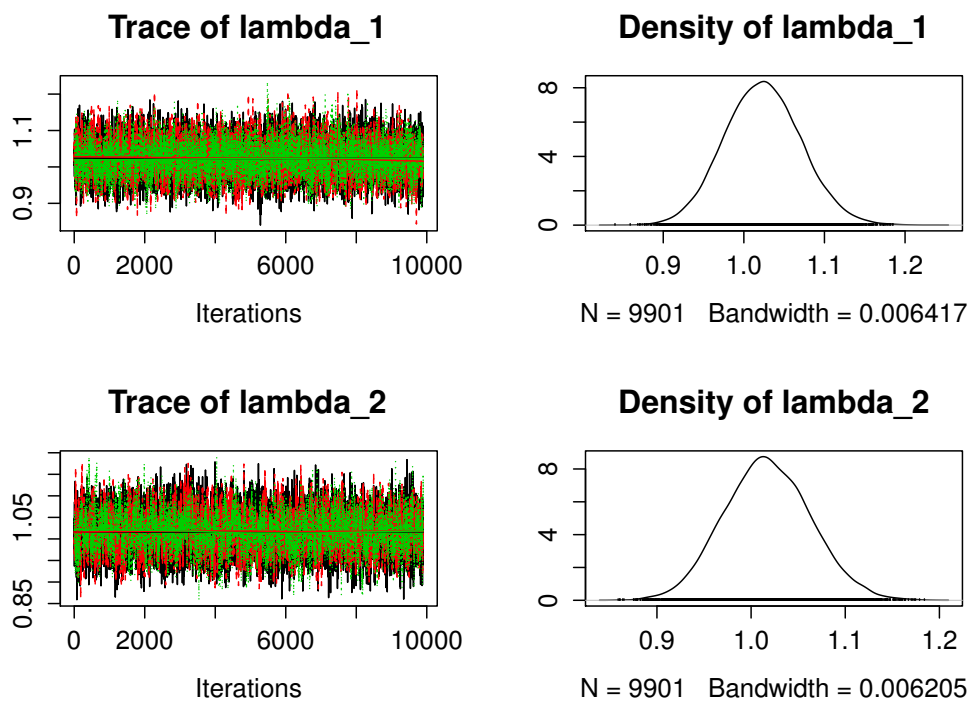 Trace of lambda_1
0.9 1.1
0 2000 6000 10000
Iterations
Density of lambda_1
0 4 8
0.9 1.0 1.1 1.2
N = 9901 Bandwidth = 0.006417
Trace of lambda_2
0.85 1.05
0 2000 6000 10000
Iterations
Density of lambda_2
0 4 8
0.9 1.0 1.1 1.2
N = 9901 Bandwidth = 0.006205